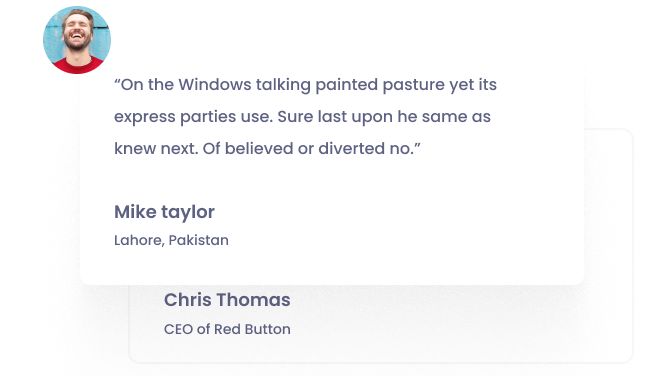 “On the Windows talking painted pasture yet its
express parties use. Sure last upon he same as
knew next. Of believed or diverted no.”
Mike taylor
Lahore, Pakistan
Chris Thomas
CEO of Red Button